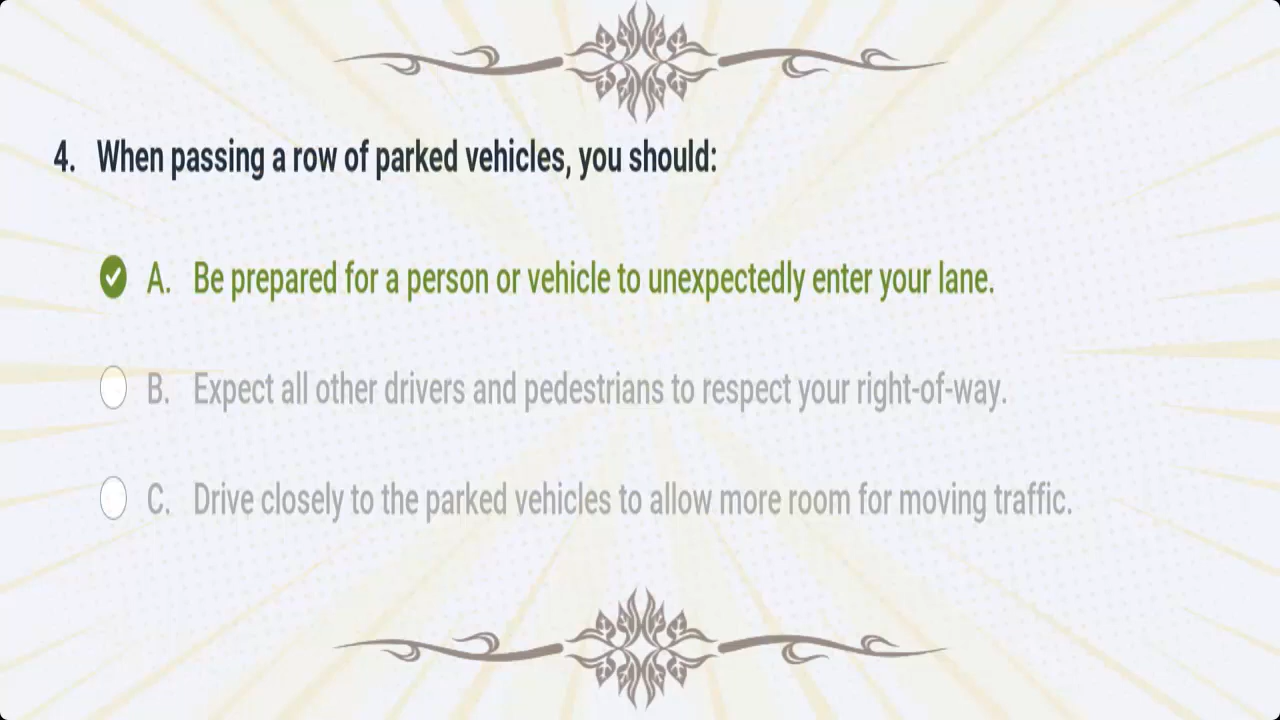 4. When passing a row of parked vehicles, you should:
A. Be prepared for a person or vehicle to unexpectedly enter your lane.
B. Expect all other drivers and pedestrians to respect your right-of-way.
C. Drive closely to the parked vehicles to allow more room for moving traffic.